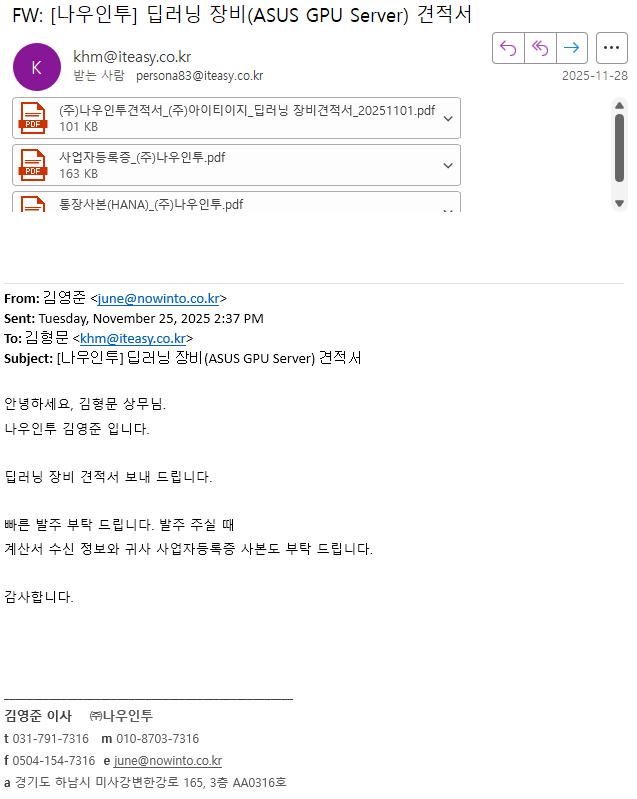 FW: [나우인투] 딥러닝 장비(ASUS GPU Server) 견적서
K
khm@iteasy.co.kr
받는 사람 persona83@iteasy.co.kr
2025-11-28
(주)나우인투견적서_(주)아이티이지_딥러닝 장비견적서_20251101.pdf
PDF
101 KB
사업자등록증_(주)나우인투.pdf
PDF
163 KB
통장사본(HANA)_(주)나우인투.pdf
From: 김영준 <june@nowinto.co.kr>
Sent: Tuesday, November 25, 2025 2:37 PM
To: 김형문 <khm@iteasy.co.kr>
Subject: [나우인투] 딥러닝 장비(ASUS GPU Server) 견적서
안녕하세요, 김형문 상무님.
나우인투 김영준 입니다.
딥러닝 장비 견적서 보내 드립니다.
빠른 발주 부탁 드립니다. 발주 주실 때
계산서 수신 정보와 귀사 사업자등록증 사본도 부탁 드립니다.
감사합니다.
김영준 이사 ㈜나우인투
t 031-791-7316 m 010-8703-7316
f 0504-154-7316 e june@nowinto.co.kr
a 경기도 하남시 미사강변한강로 165, 3층 AA0316호